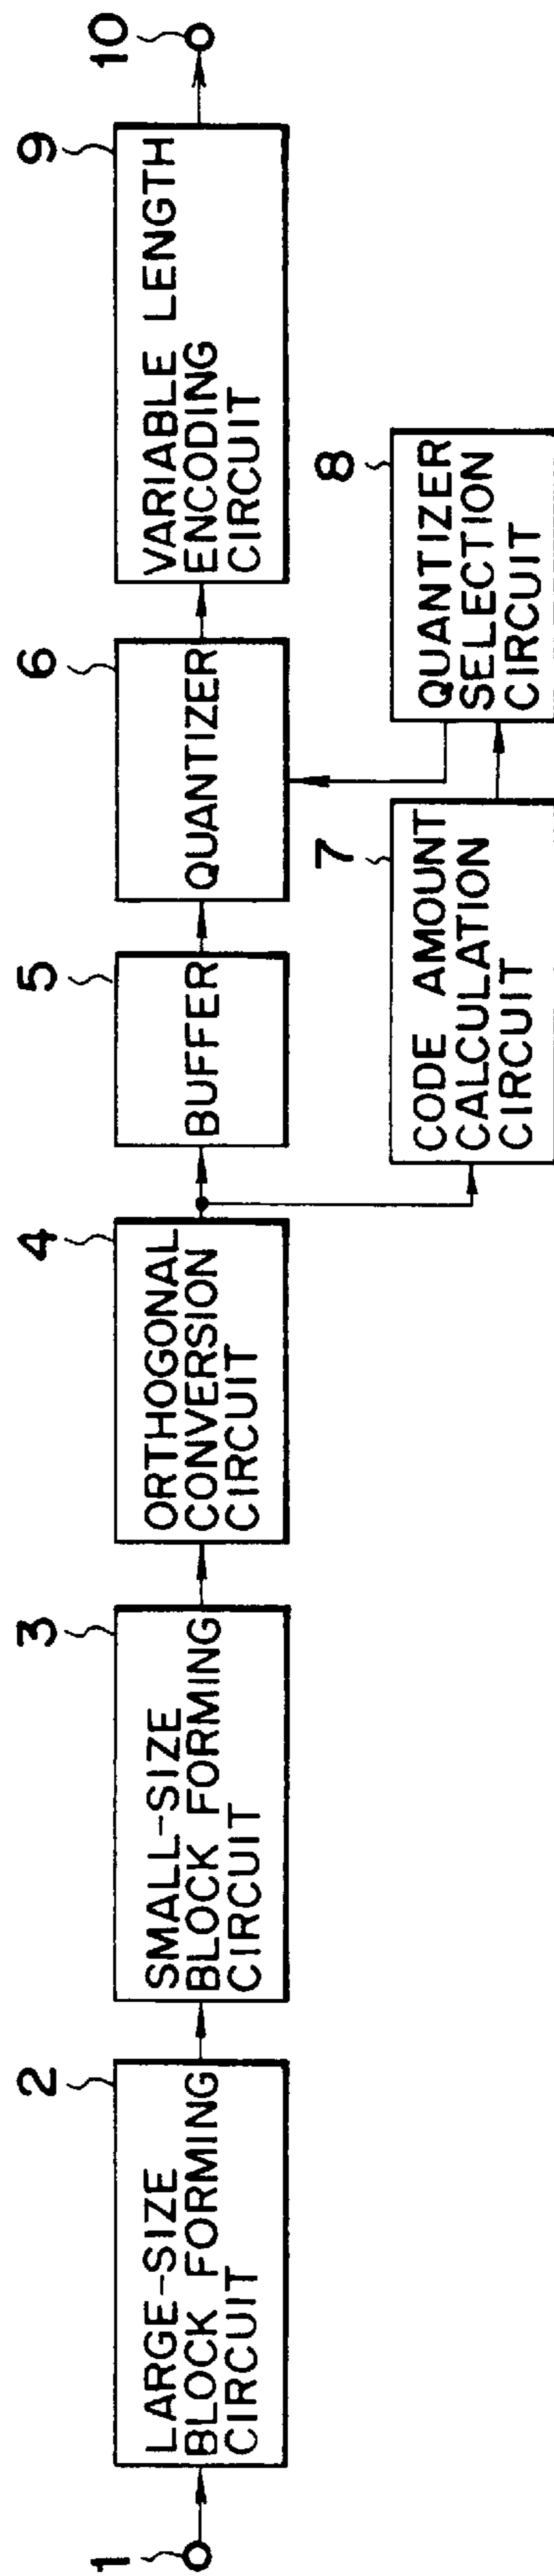 1
2
LARGE-SIZE
BLOCK FORMING
CIRCUIT
3
SMALL-SIZE
BLOCK FORMING
CIRCUIT
4
ORTHOGONAL
CONVERSION
CIRCUIT
5
BUFFER
6
QUANTIZER
9
VARIABLE LENGTH
ENCODING
CIRCUIT
10
7
CODE AMOUNT
CALCULATION
CIRCUIT
8
QUANTIZER
SELECTION
CIRCUIT